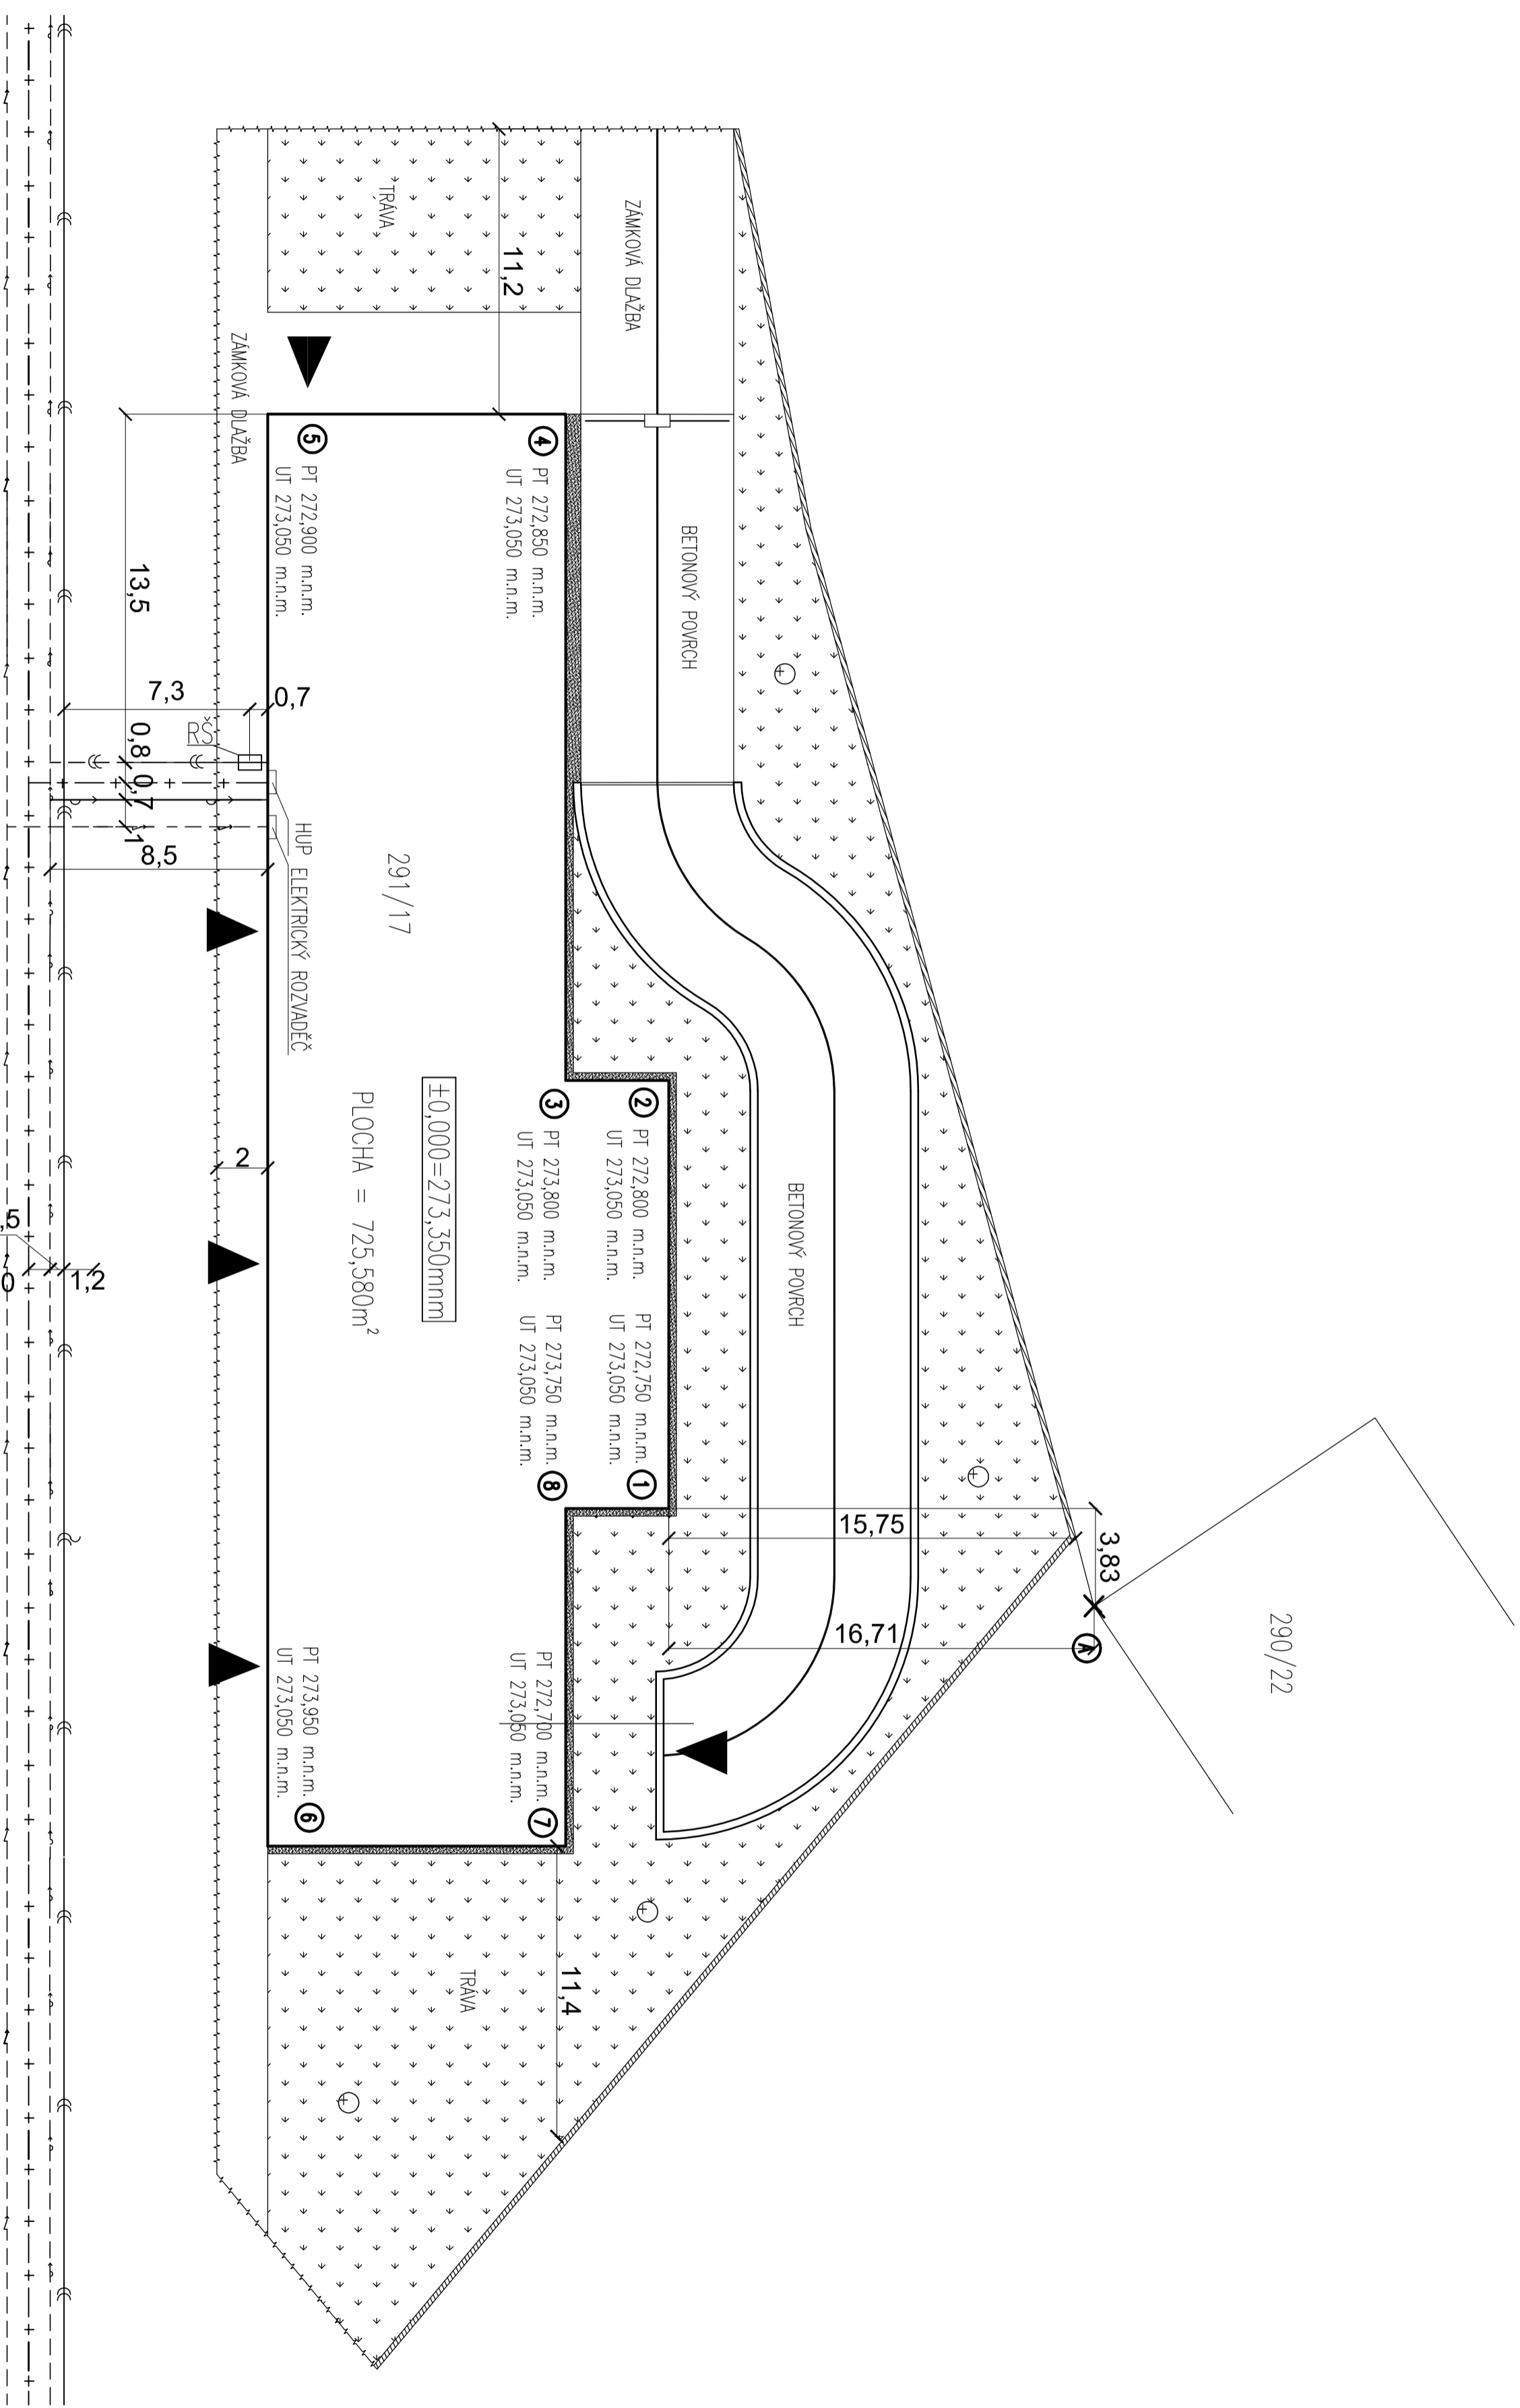 TRÁVA
11,2
ZÁMKOVÁ DLAŽBA
ZÁMKOVÁ DLAŽBA
5
PT 272,900 m.n.m.
UT 273,050 m.n.m.
4
PT 272,850 m.n.m.
UT 273,050 m.n.m.
BETONOVÝ POVRCH
13,5
7,3
0,7
RŠ
0,8
0,7
1
8,5
HUP
ELEKTRICKÝ ROZVADĚČ
291/17
±0,000=273,350mnm
PLOCHA = 725,580m²
2
3
PT 273,800 m.n.m.
UT 273,050 m.n.m.
2
PT 272,800 m.n.m.
UT 273,050 m.n.m.
BETONOVÝ POVRCH
,5
0
1,2
PT 273,750 m.n.m.
UT 273,050 m.n.m.
8
PT 272,750 m.n.m.
UT 273,050 m.n.m.
1
15,75
3,83
16,71
A
290/22
PT 273,950 m.n.m.
UT 273,050 m.n.m.
6
PT 272,700 m.n.m.
UT 273,050 m.n.m.
7
11,4
TRÁVA